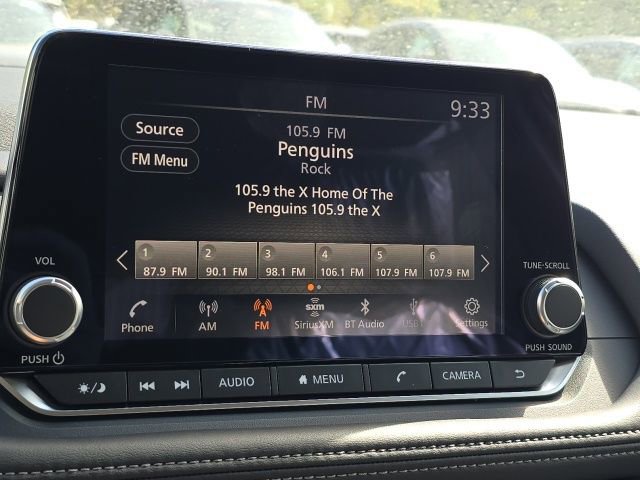 FM
9:33
Source
105.9 FM
Penguins
FM Menu
Rock
105.9 the X Home Of The
Penguins 105.9 the X
1 2 3 4 5 6
87.9 FM 90.1 FM 98.1 FM 106.1 FM 107.9 FM 107.9 FM
VOL
TUNE·SCROLL
sxm
Phone AM FM SiriusXM BT Audio USB1 Settings
PUSH
PUSH SOUND
AUDIO MENU CAMERA